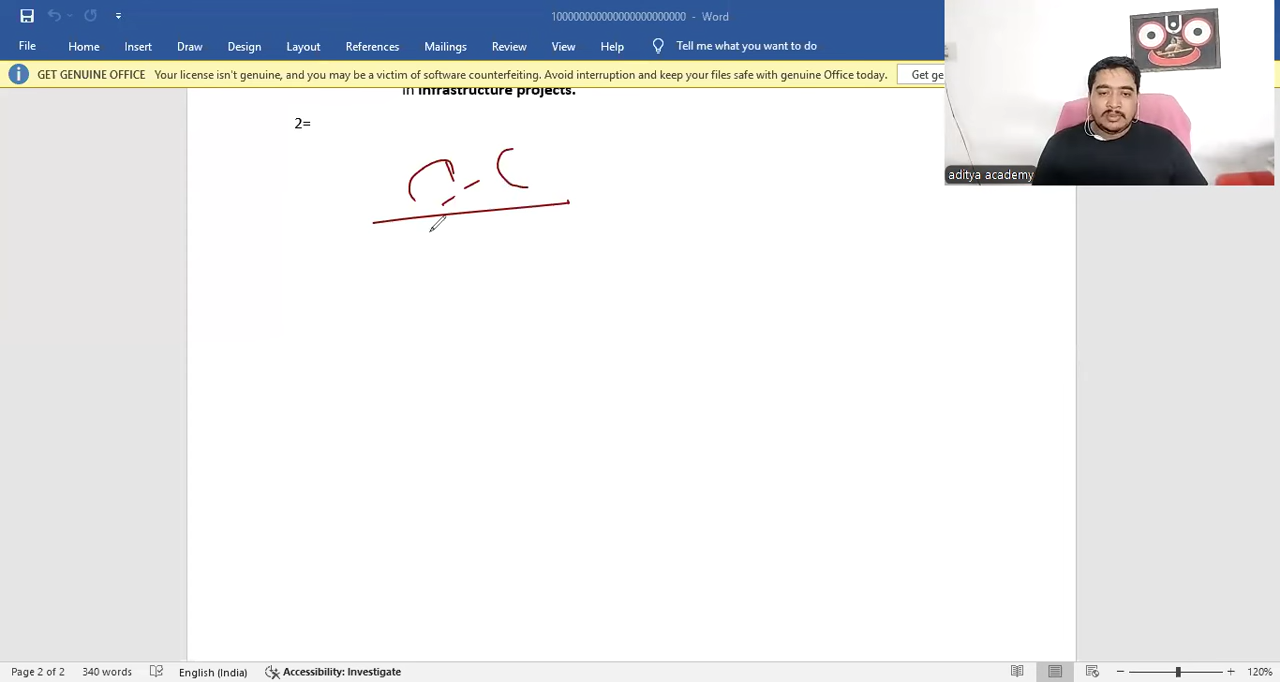 10000000000000000000000 - Word
File Home Insert Draw Design Layout References Mailings Review View Help Tell me what you want to do
GET GENUINE OFFICE Your license isn't genuine, and you may be a victim of software counterfeiting. Avoid interruption and keep your files safe with genuine Office today. Get ge
in infrastructure projects.
2=
aditya academy
Page 2 of 2 340 words English (India) Accessibility: Investigate 120%